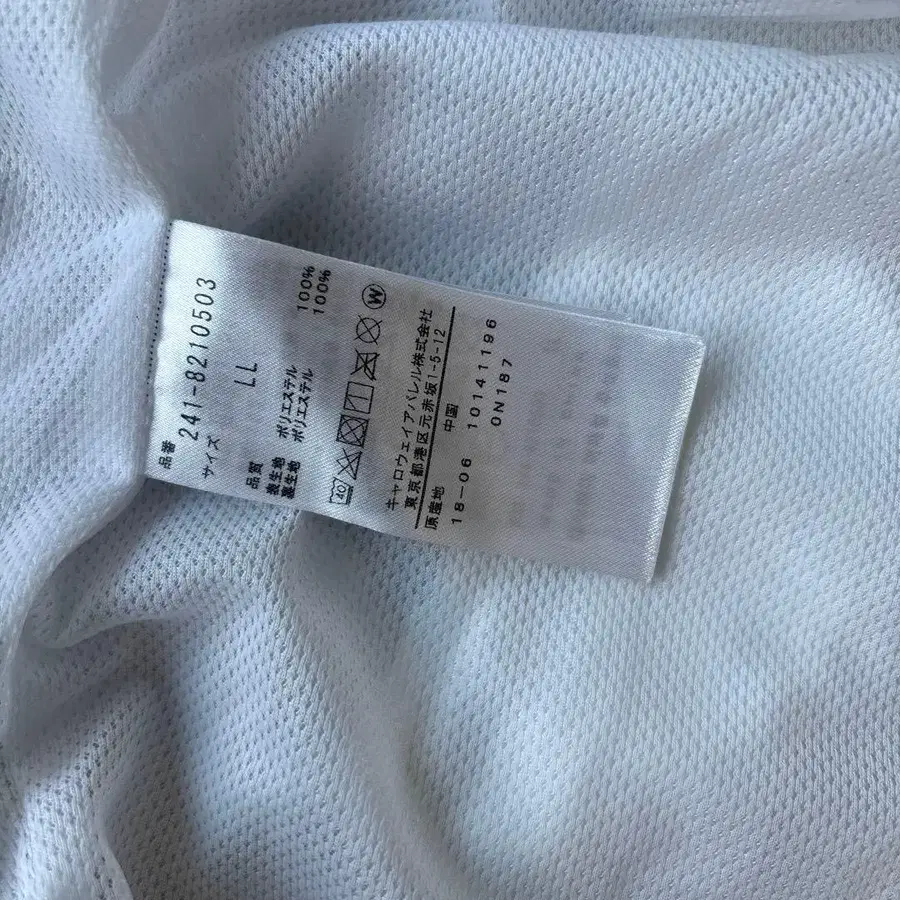 品番 241-8210503
サイズ LL
品質
表生地 ポリエステル 100%
裏生地 ポリエステル 100%
40
W
キャロウェイアパレル株式会社
東京都港区元赤坂1-5-12
原産地 中国
18-06 10141196
0N187